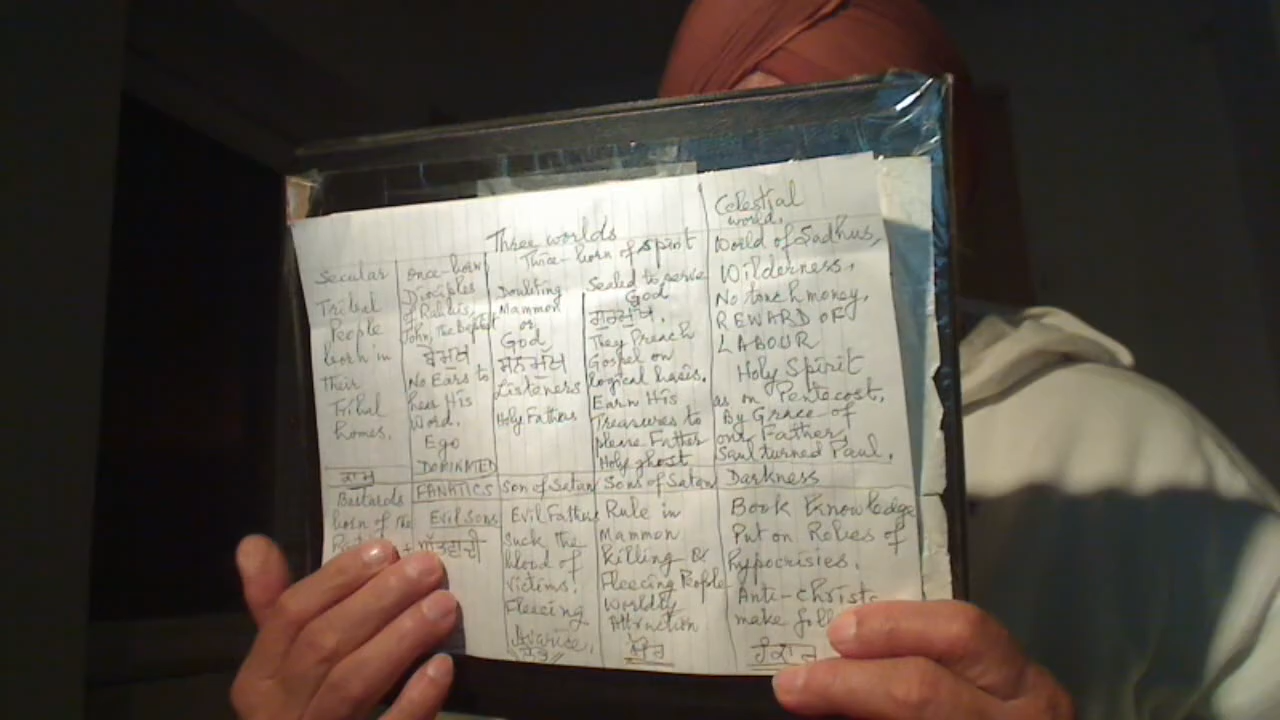 Three worlds
Celestial
world.
Secular
Tribal
People
born in
their
Tribal
homes.
ਕਾਮ
Once-born
Disciples
of Rabbis,
John, the Baptist
ਬੇਮੁਖ
No Ears to
hear His
Word.
Ego
DOMINATED
Twice-born of spirit
Doubting
Mammon
or
God
ਸਨਮੁੱਖ
Listeners
Holy Fathers
Sealed to serve
God
ਗੁਰਮੁੱਖ.
They Preach
Gospel on
logical basis.
Earn His
Treasures to
please Father
Holy ghost
World of Sadhus,
Wilderness.
No touch money.
REWARD OF
LABOUR
Holy Spirit
as on Pentecost.
By Grace of
our Father,
Saul turned Paul.
Bastards
born of the
FANATICS
Evil Sons
Son of Satan
Evil Fathers
suck the
blood of
victims.
Fleecing
Avarice.
Sons of Satan
Rule in
Mammon
Killing &
Fleecing People
Worldly
Attraction
ਮੋਹ
Darkness
Book Knowledge
Put on Robes of
hypocrisies.
Anti-christs
make
ਹੰਕਾਰ